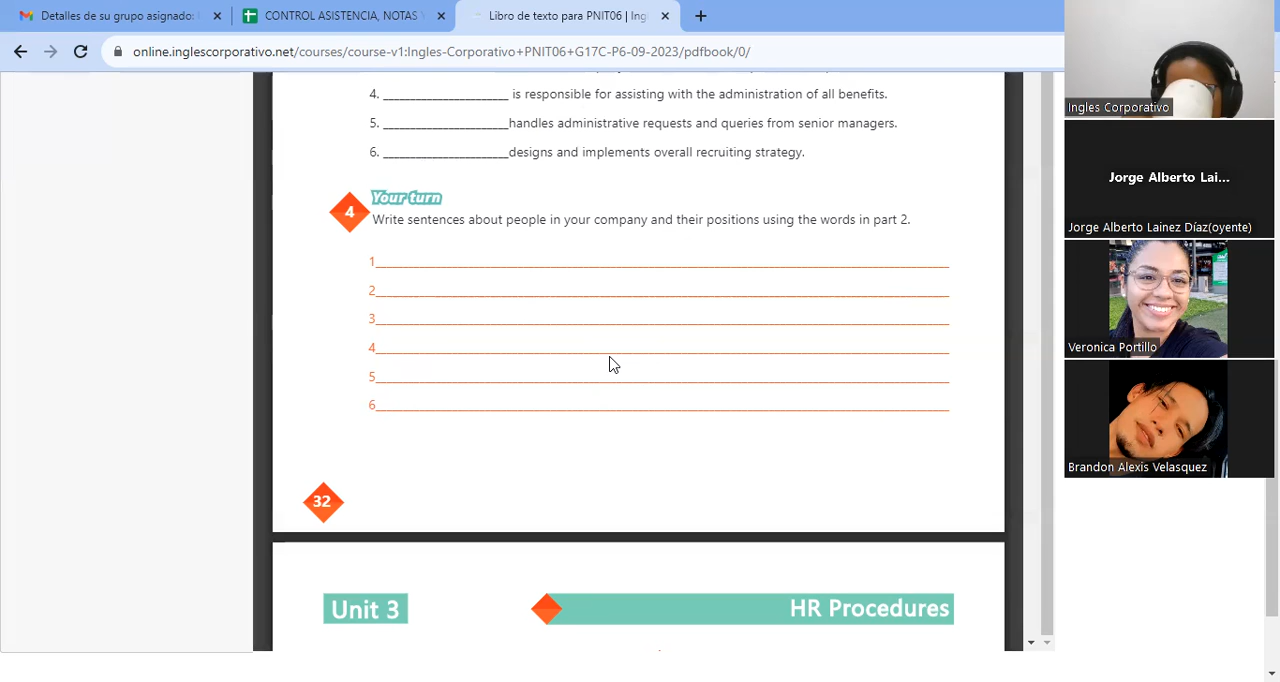 Detalles de su grupo asignado:
CONTROL ASISTENCIA, NOTAS Y
Libro de texto para PNIT06 | Ing
online.inglescorporativo.net/courses/course-v1:Ingles-Corporativo+PNIT06+G17C-P6-09-2023/pdfbook/0/
4. ______________________ is responsible for assisting with the administration of all benefits.
5. ______________________handles administrative requests and queries from senior managers.
6. ______________________designs and implements overall recruiting strategy.
Your turn
4
Write sentences about people in your company and their positions using the words in part 2.
1
2
3
4
5
6
32
Unit 3
HR Procedures
Ingles Corporativo
Jorge Alberto Lai...
Jorge Alberto Lainez Díaz(oyente)
Veronica Portillo
Brandon Alexis Velasquez